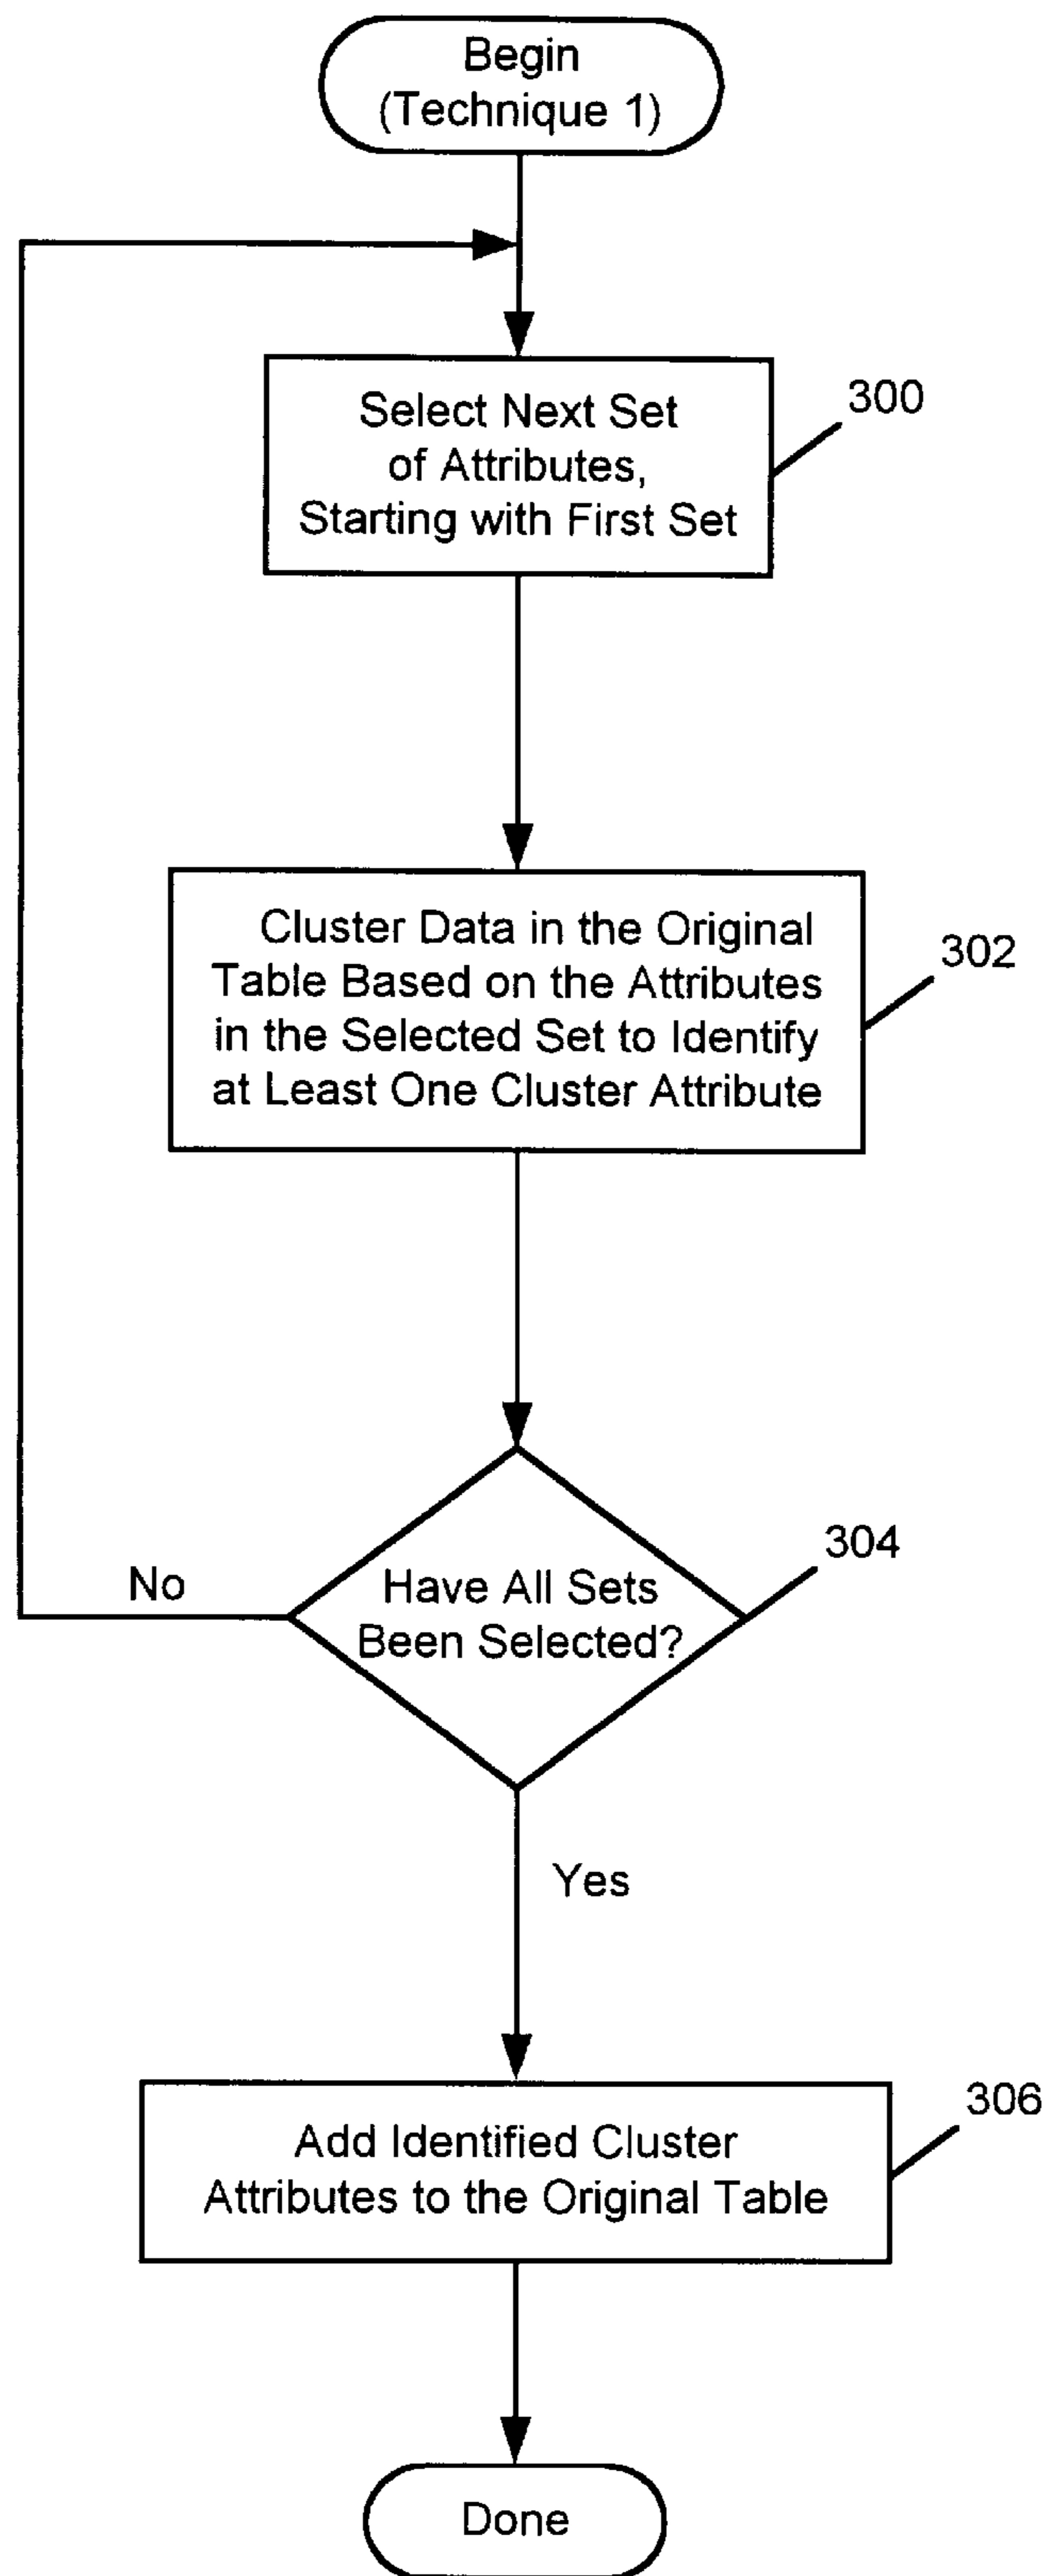 Begin
(Technique 1)
Select Next Set
of Attributes,
Starting with First Set
300
Cluster Data in the Original
Table Based on the Attributes
in the Selected Set to Identify
at Least One Cluster Attribute
302
Have All Sets
Been Selected?
304
No
Yes
Add Identified Cluster
Attributes to the Original Table
306
Done